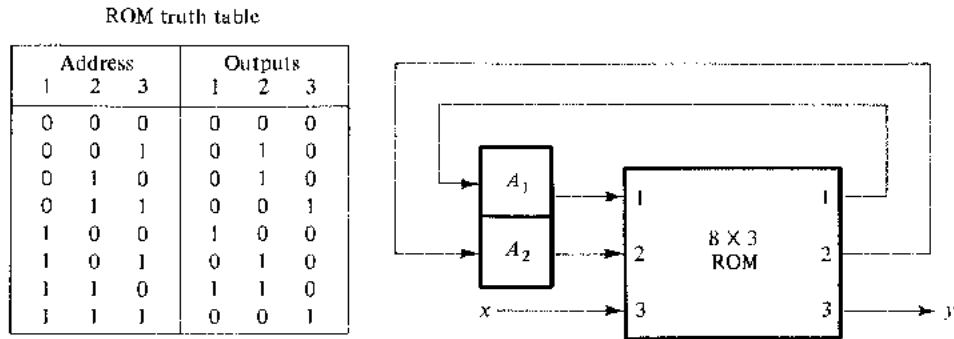 ROM truth table
Address Outputs
1 2 3 1 2 3
0 0 0 0 0 0
0 0 1 0 1 0
0 1 0 0 1 0
0 1 1 0 0 1
1 0 0 1 0 0
1 0 1 0 1 0
1 1 0 1 1 0
1 1 1 0 0 1
A1
1 1
8 X 3
A2
2 2
ROM
x
3 3
y